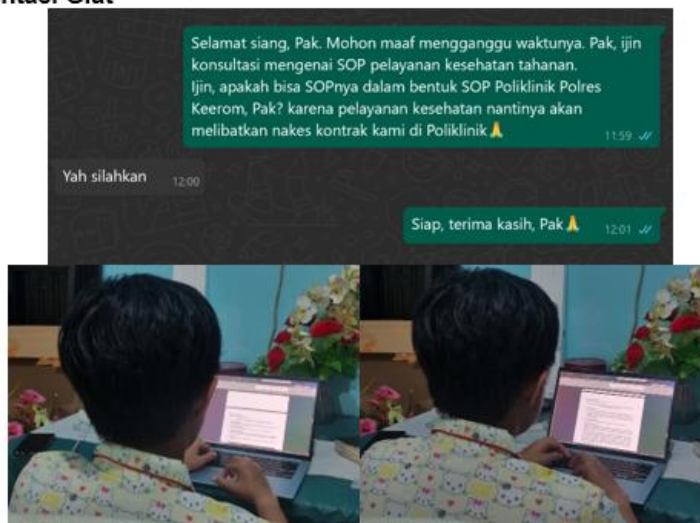 Selamat siang, Pak. Mohon maaf mengganggu waktunya. Pak, ijin
konsultasi mengenai SOP pelayanan kesehatan tahanan.
Ijin, apakah bisa SOPnya dalam bentuk SOP Poliklinik Polres
Keerom, Pak? karena pelayanan kesehatan nantinya akan
melibatkan nakes kontrak kami di Poliklinik🙏
11:59
Yah silahkan
12:00
Siap, terima kasih, Pak🙏
12:01